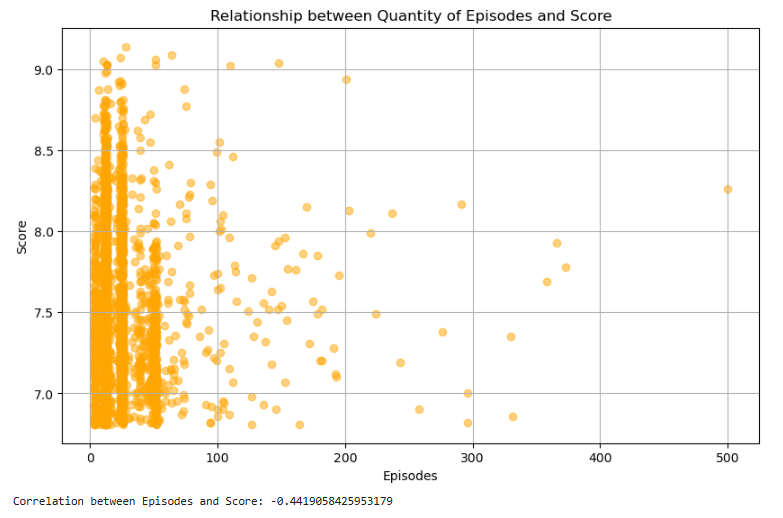 Relationship between Quantity of Episodes and Score
9.0
8.5
8.0
7.5
7.0
Score
0 100 200 300 400 500
Episodes
Correlation between Episodes and Score: -0.4419058425953179